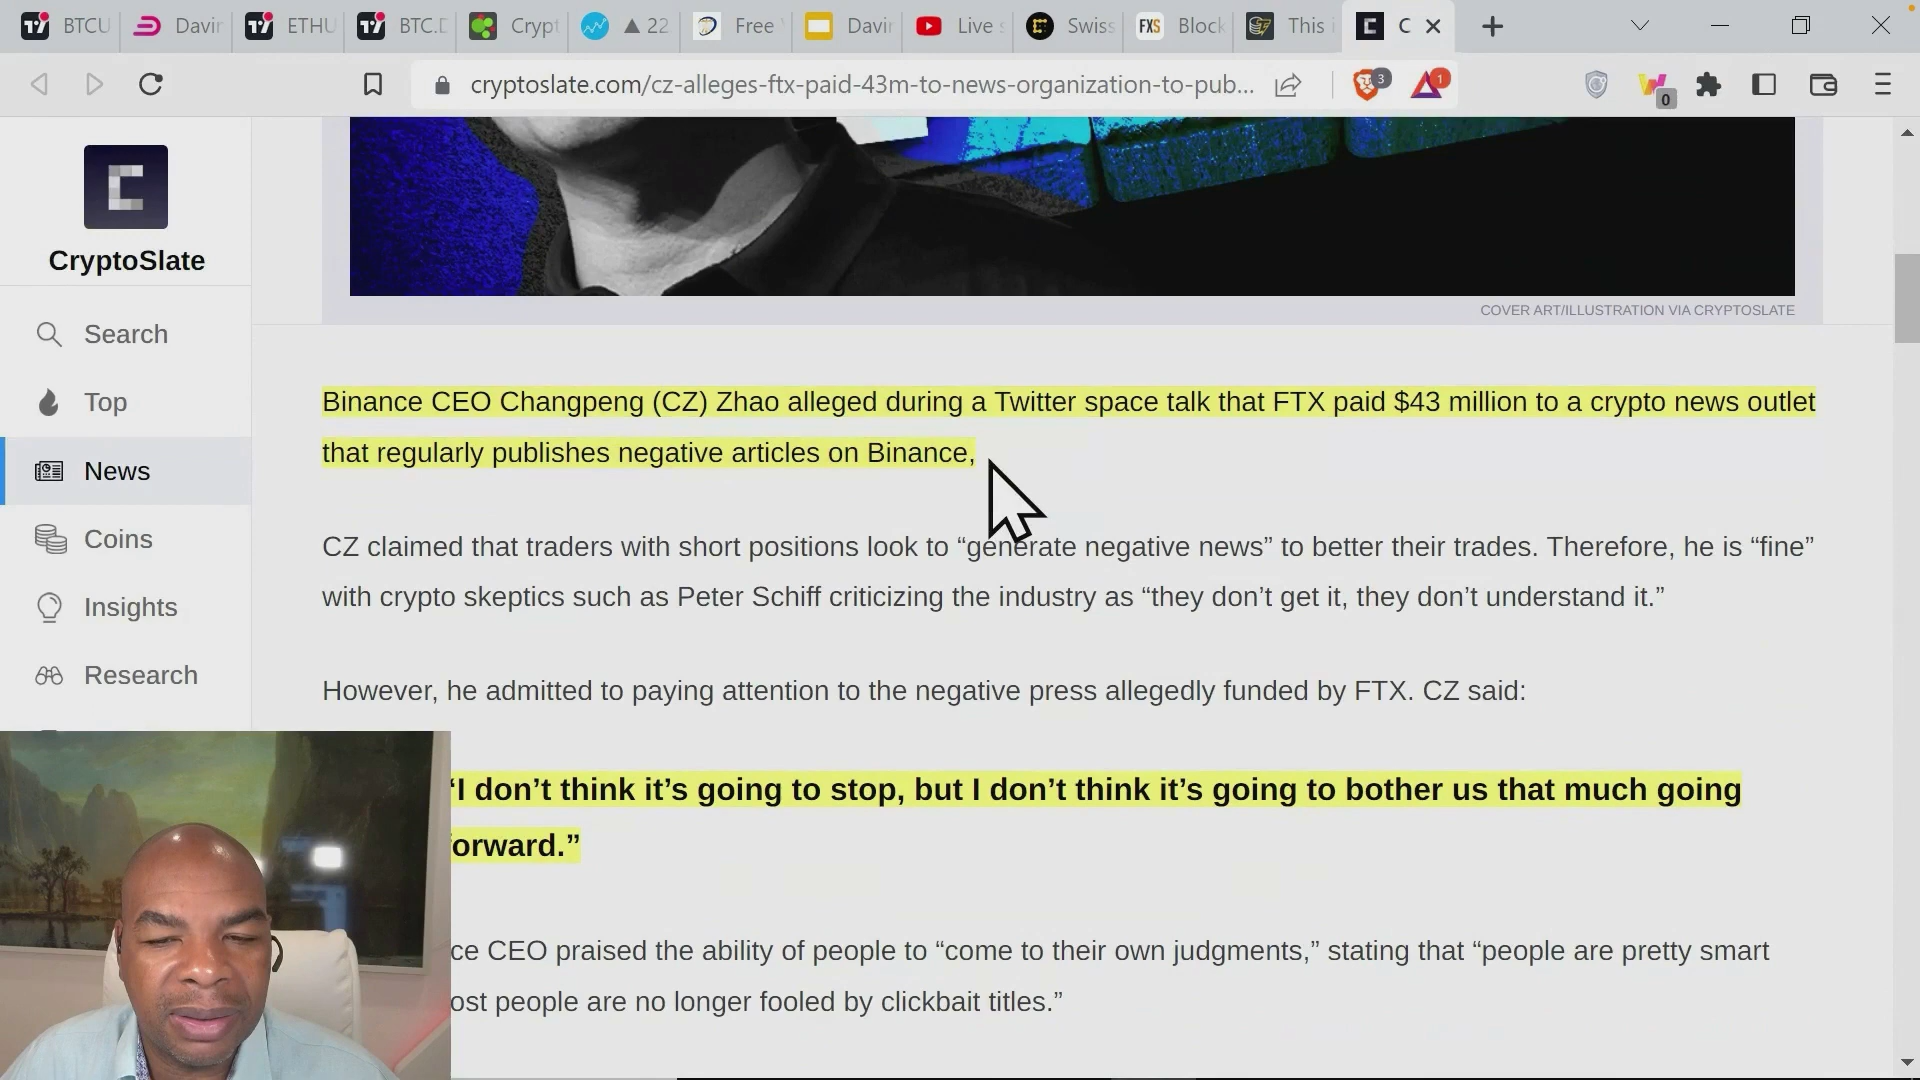 BTCU
Davin
ETHU
BTC.D
Crypt
▲ 22
Free
Davin
Live
Swiss
FXS
Block
This i
C
cryptoslate.com/cz-alleges-ftx-paid-43m-to-news-organization-to-pub...
3
1
0
CryptoSlate
COVER ART/ILLUSTRATION VIA CRYPTOSLATE
Search
Top
News
Coins
Insights
Research
Binance CEO Changpeng (CZ) Zhao alleged during a Twitter space talk that FTX paid $43 million to a crypto news outlet
that regularly publishes negative articles on Binance,
CZ claimed that traders with short positions look to “generate negative news” to better their trades. Therefore, he is “fine”
with crypto skeptics such as Peter Schiff criticizing the industry as “they don’t get it, they don’t understand it.”
However, he admitted to paying attention to the negative press allegedly funded by FTX. CZ said:
“I don’t think it’s going to stop, but I don’t think it’s going to bother us that much going
orward.”
ce CEO praised the ability of people to “come to their own judgments,” stating that “people are pretty smart
ost people are no longer fooled by clickbait titles.”